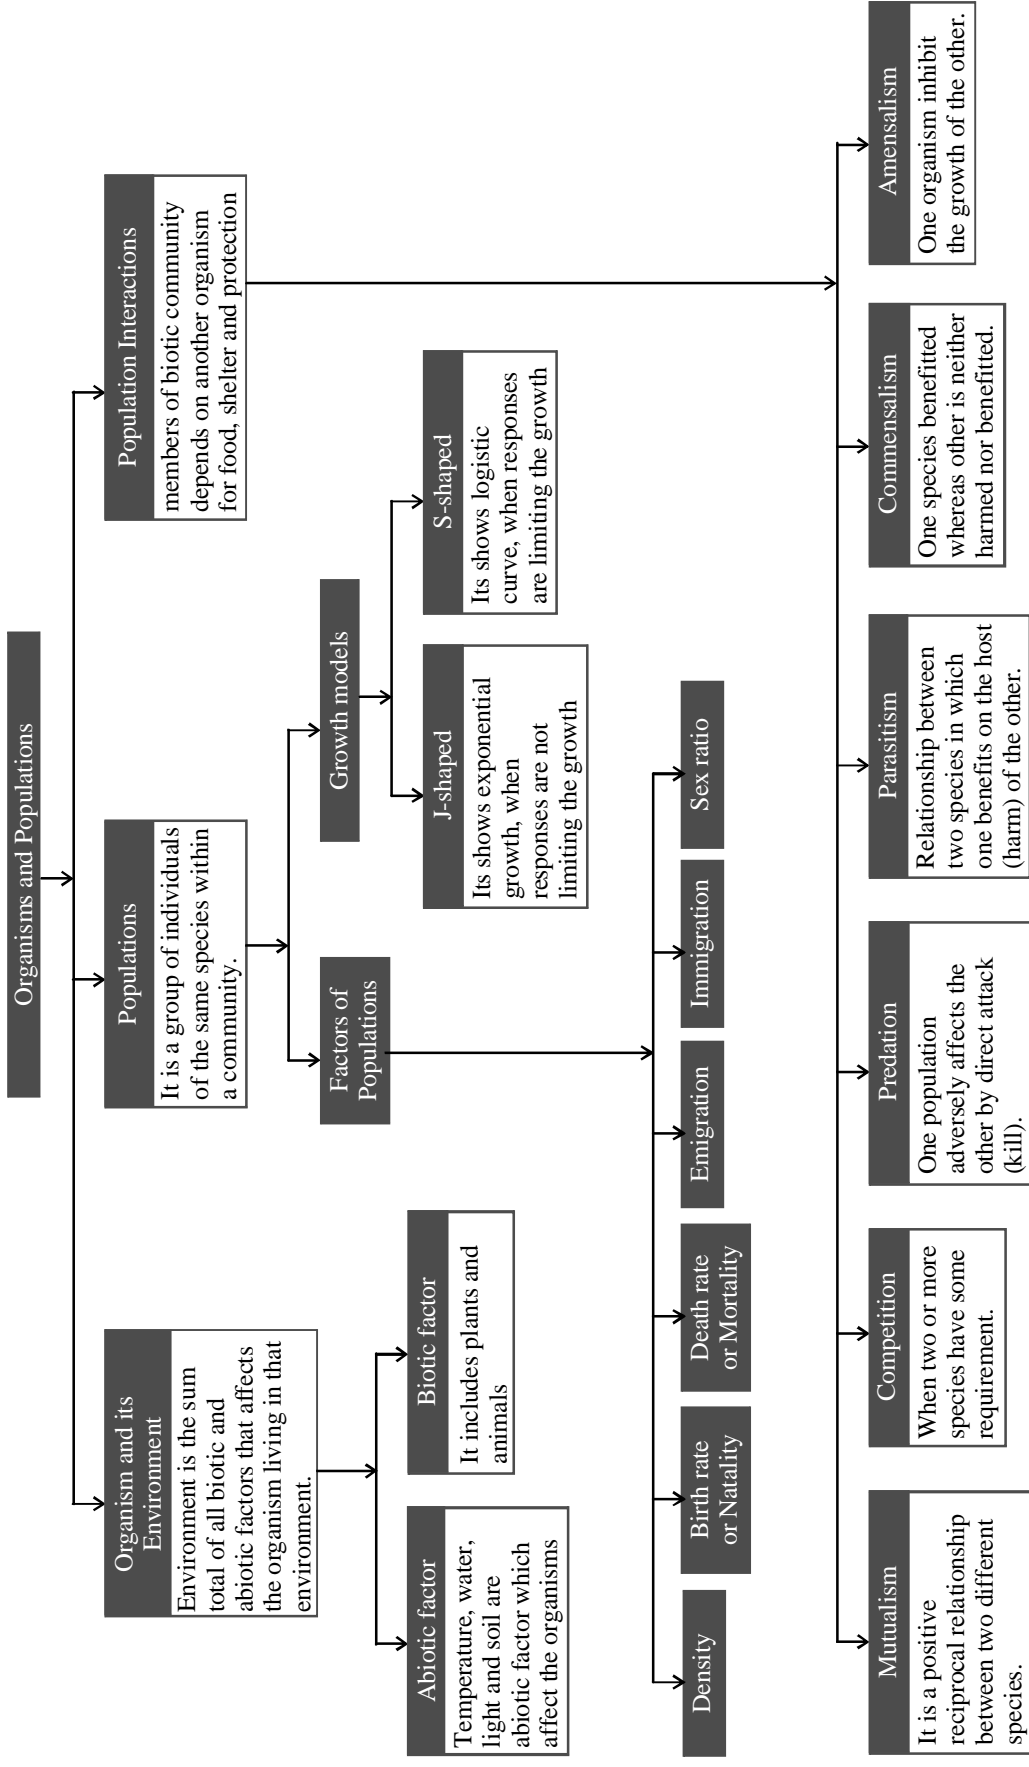 Organisms and Populations
Organism and its
Environment
Environment is the sum
total of all biotic and
abiotic factors that affects
the organism living in that
environment.
Abiotic factor
Temperature, water,
light and soil are
abiotic factor which
affect the organisms
Biotic factor
It includes plants and
animals
Populations
It is a group of individuals
of the same species within
a community.
Factors of
Populations
Density
Birth rate
or Natality
Death rate
or Mortality
Emigration
Immigration
Sex ratio
Growth models
J-shaped
Its shows exponential
growth, when
responses are not
limiting the growth
S-shaped
Its shows logistic
curve, when responses
are limiting the growth
Population Interactions
members of biotic community
depends on another organism
for food, shelter and protection
Mutualism
It is a positive
reciprocal relationship
between two different
species.
Competition
When two or more
species have some
requirement.
Predation
One population
adversely affects the
other by direct attack
(kill).
Parasitism
Relationship between
two species in which
one benefits on the host
(harm) of the other.
Commensalism
One species benefitted
whereas other is neither
harmed nor benefitted.
Amensalism
One organism inhibit
the growth of the other.